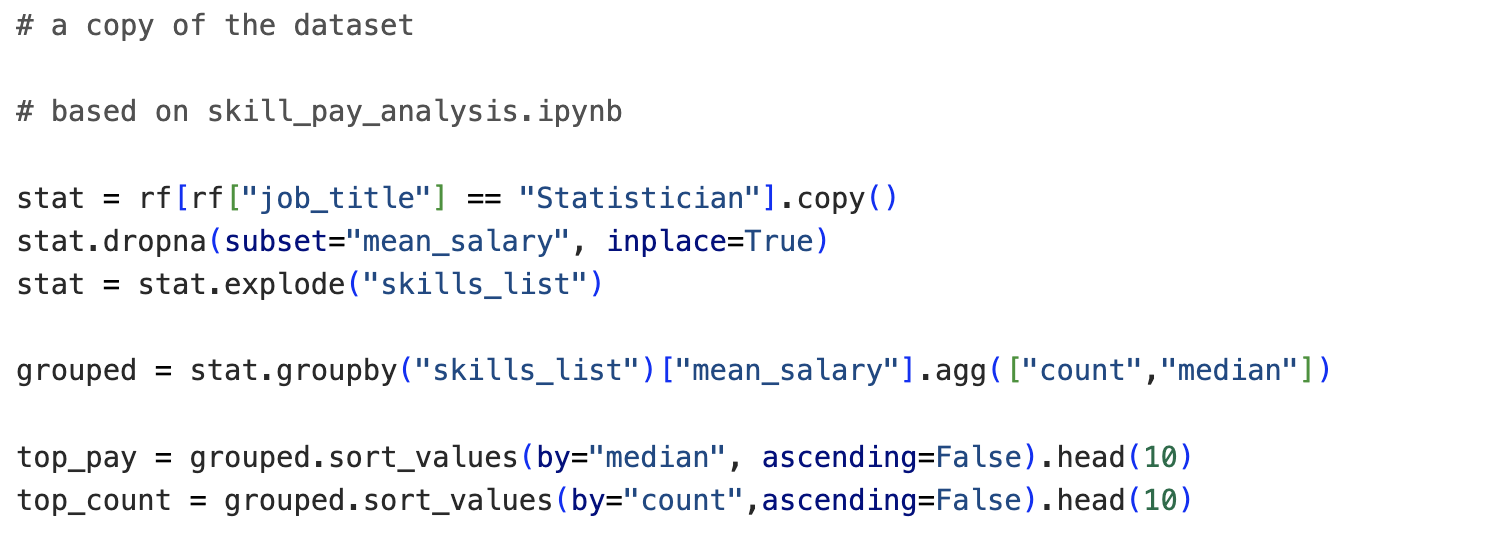 # a copy of the dataset
# based on skill_pay_analysis.ipynb
stat = rf[rf["job_title"] == "Statistician"].copy()
stat.dropna(subset="mean_salary", inplace=True)
stat = stat.explode("skills_list")
grouped = stat.groupby("skills_list")["mean_salary"].agg(["count","median"])
top_pay = grouped.sort_values(by="median", ascending=False).head(10)
top_count = grouped.sort_values(by="count",ascending=False).head(10)